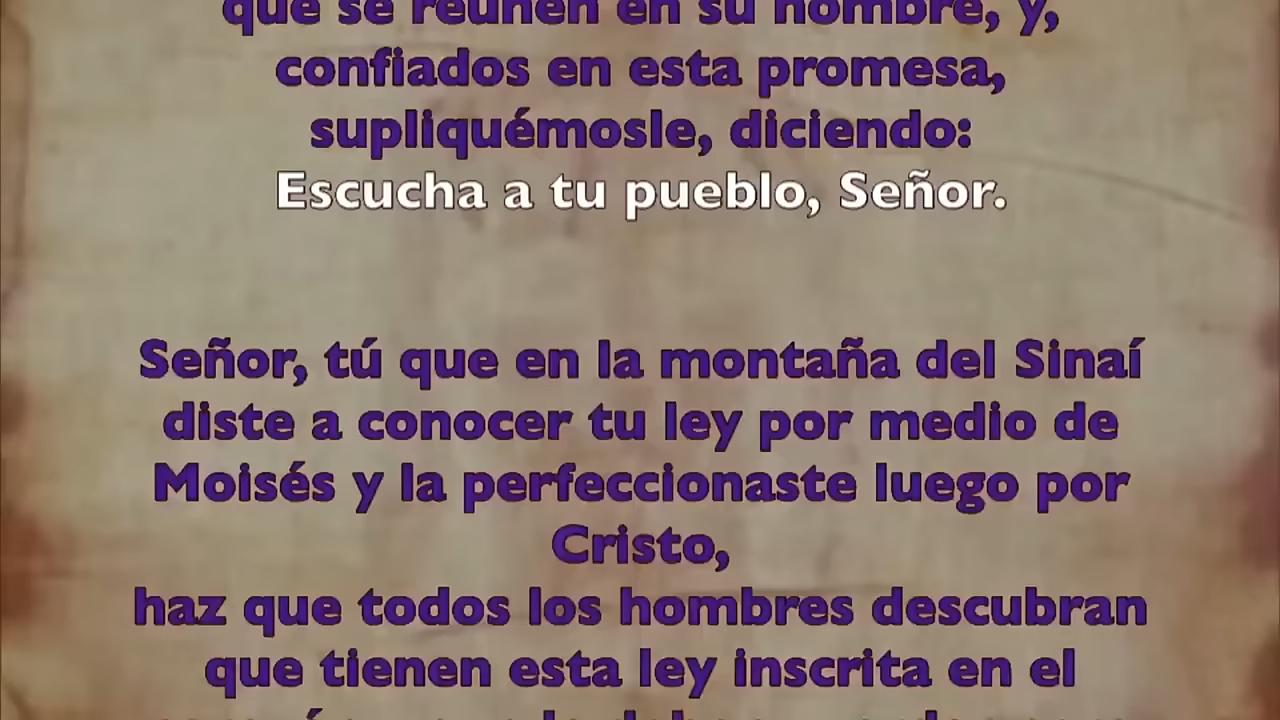 que se reúnen en su nombre, y,
confiados en esta promesa,
supliquémosle, diciendo:
Escucha a tu pueblo, Señor.
Señor, tú que en la montaña del Sinaí
diste a conocer tu ley por medio de
Moisés y la perfeccionaste luego por
Cristo,
haz que todos los hombres descubran
que tienen esta ley inscrita en el